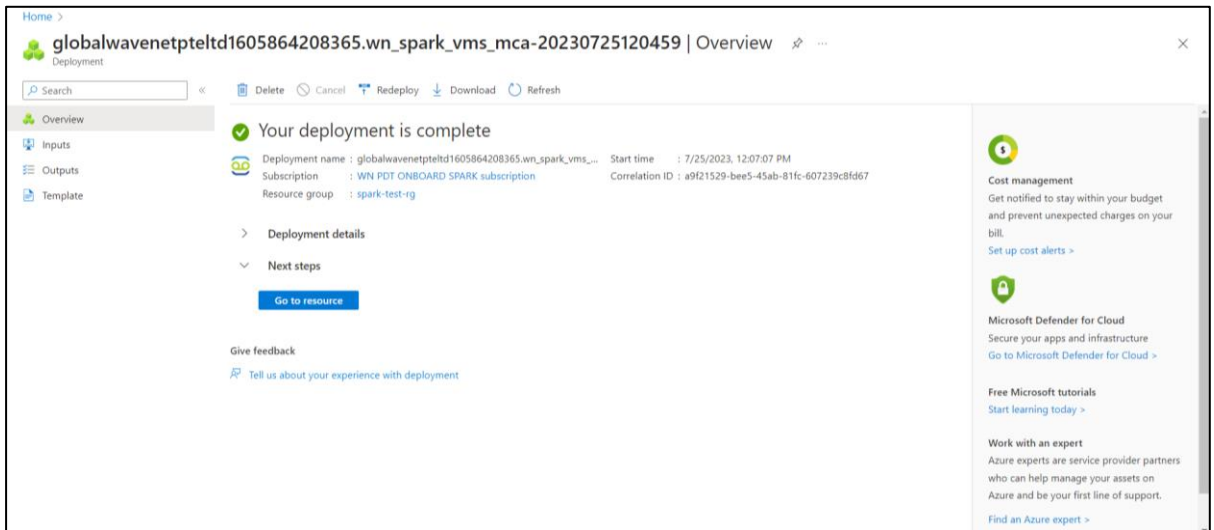 Home >
globalwavenetpteltd1605864208365.wn_spark_vms_mca-20230725120459 | Overview
Deployment
Search
Delete Cancel Redeploy Download Refresh
Overview
Inputs
Outputs
Template
Your deployment is complete
Deployment name : globalwavenetpteltd1605864208365.wn_spark_vms_... Start time : 7/25/2023, 12:07:07 PM
Subscription : WN PDT ONBOARD SPARK subscription Correlation ID : a9f21529-bee5-45ab-81fc-607239c8fd67
Resource group : spark-test-rg
Deployment details
Next steps
Go to resource
Give feedback
Tell us about your experience with deployment
Cost management
Get notified to stay within your budget
and prevent unexpected charges on your
bill.
Set up cost alerts >
Microsoft Defender for Cloud
Secure your apps and infrastructure
Go to Microsoft Defender for Cloud >
Free Microsoft tutorials
Start learning today >
Work with an expert
Azure experts are service provider partners
who can help manage your assets on
Azure and be your first line of support.
Find an Azure expert >